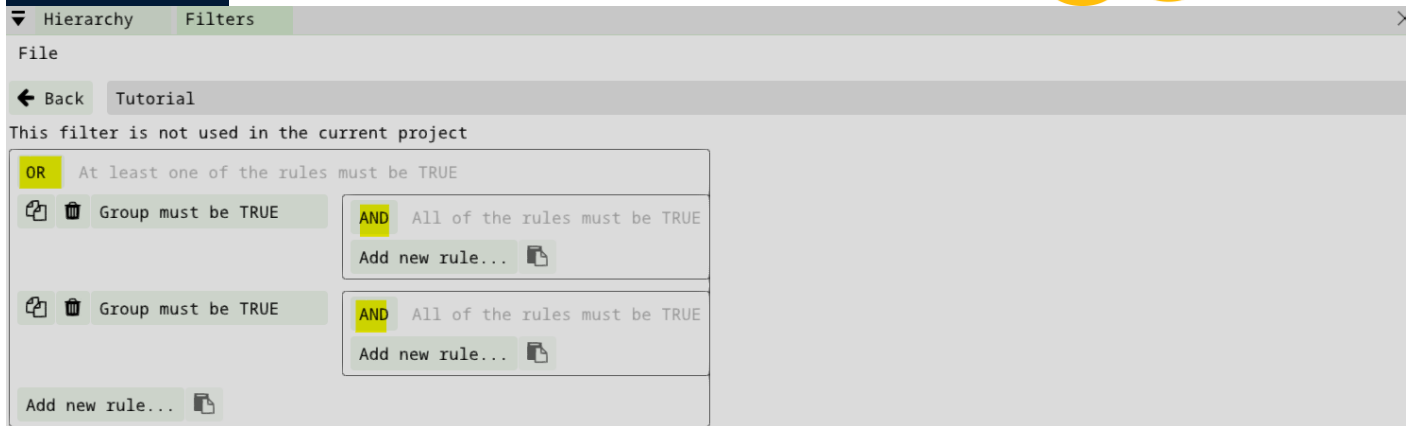 Hierarchy Filters
File
Back Tutorial
This filter is not used in the current project
OR At least one of the rules must be TRUE
Group must be TRUE AND All of the rules must be TRUE
Add new rule...
Group must be TRUE AND All of the rules must be TRUE
Add new rule...
Add new rule...